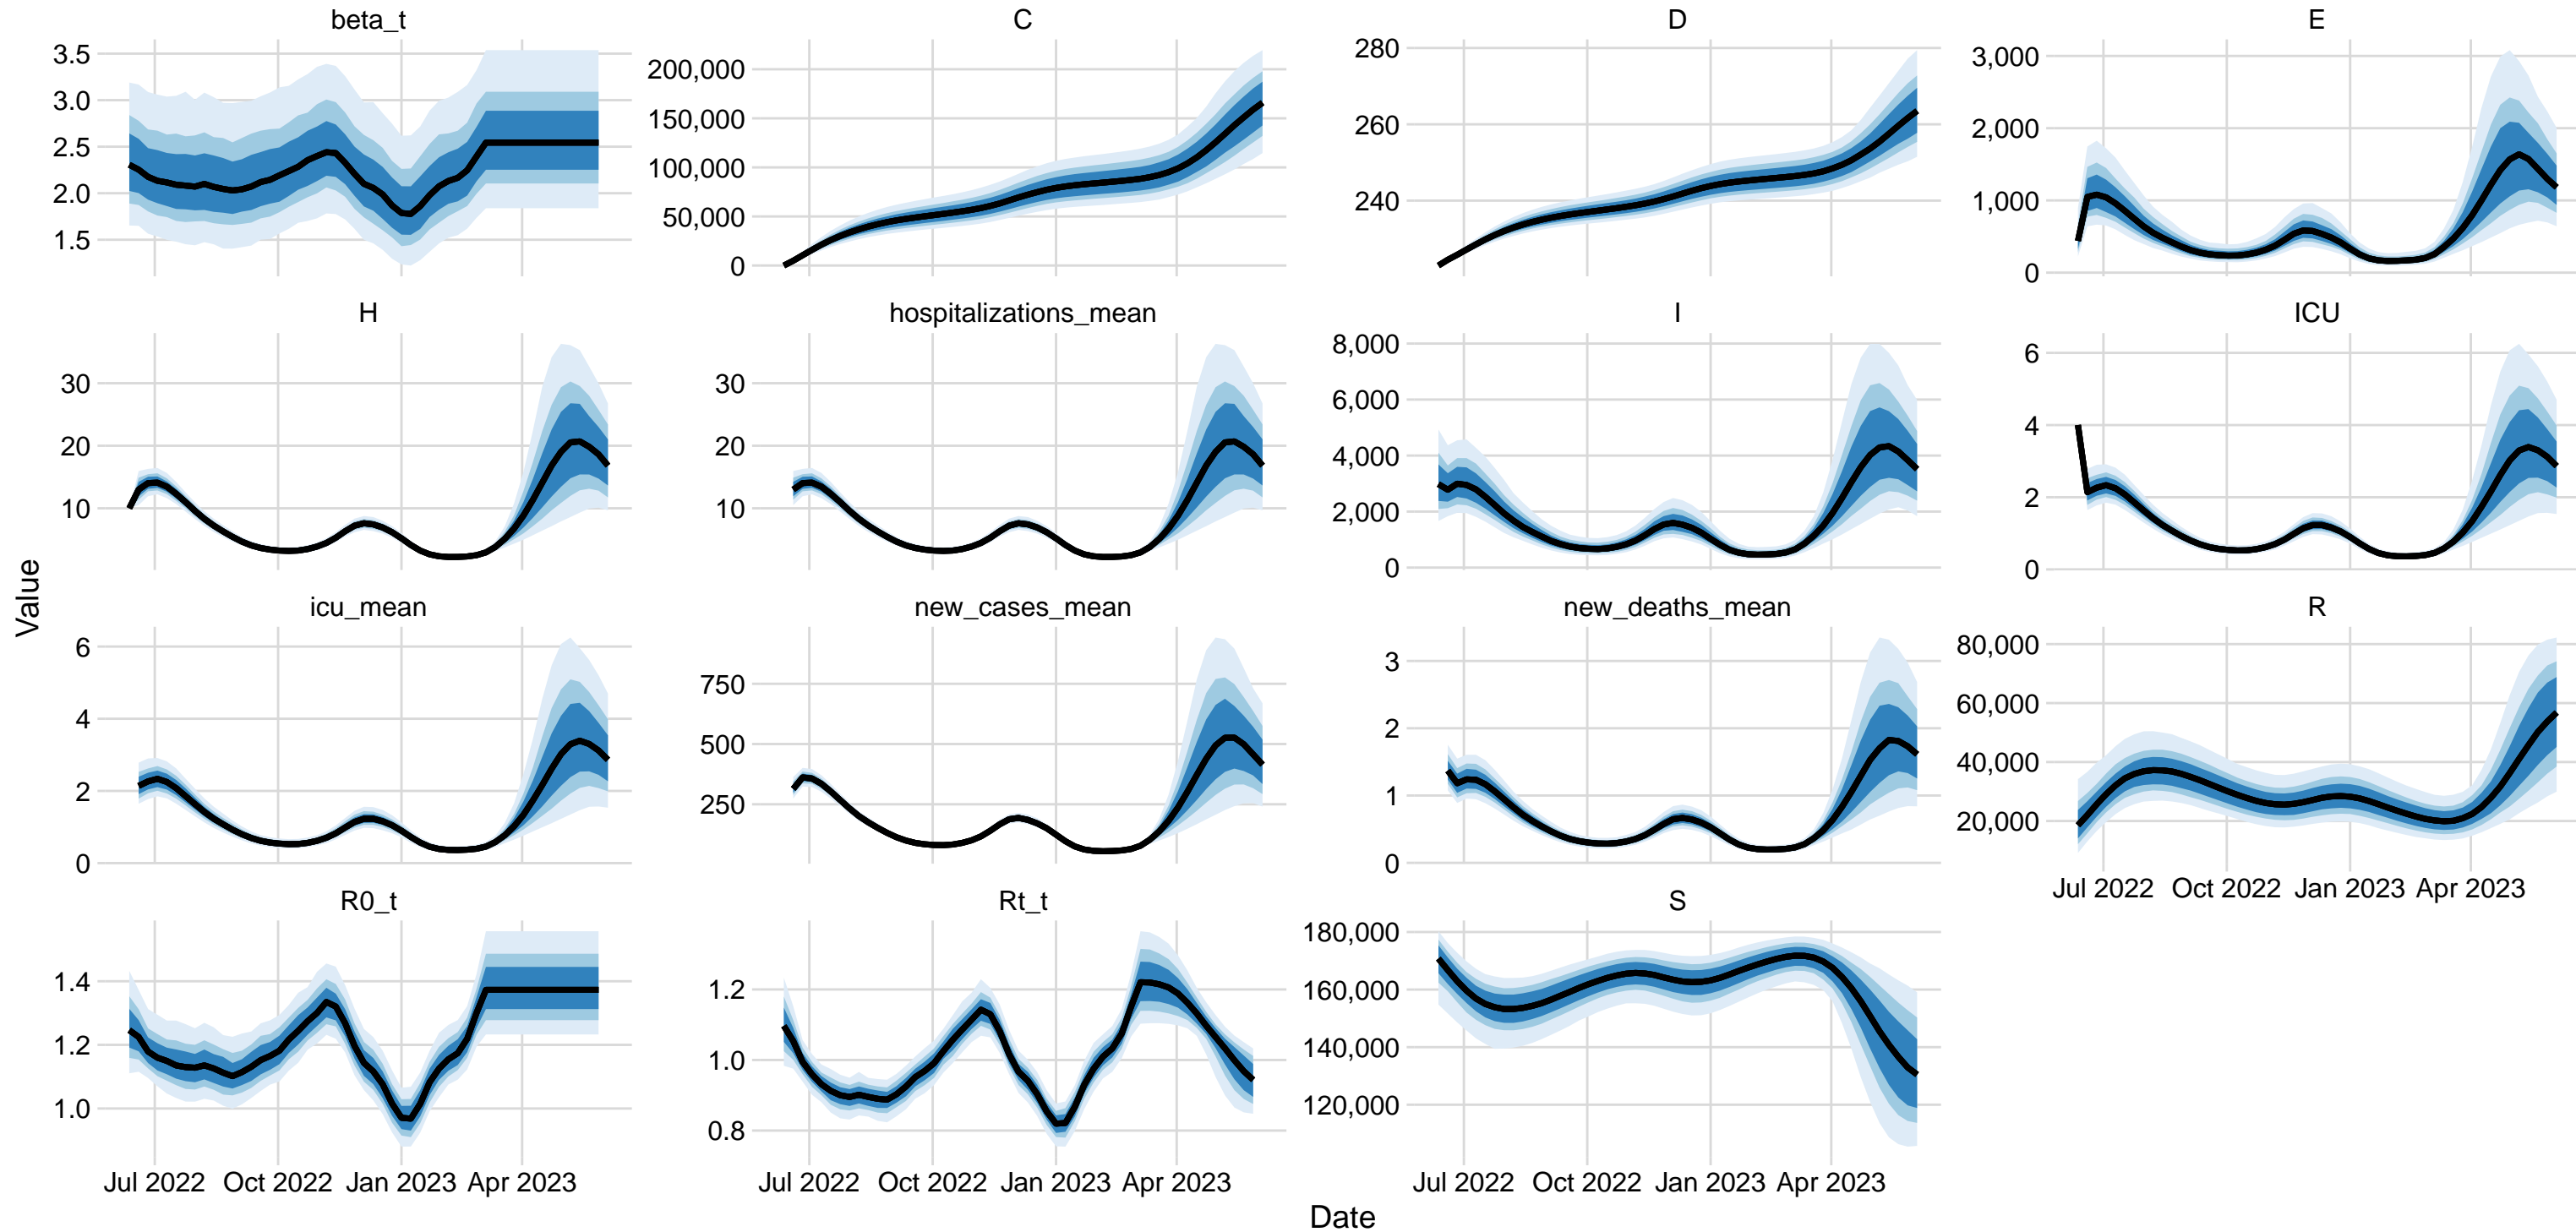 beta_t
C
D
E
3.5
3.0
2.5
2.0
1.5
200,000
150,000
100,000
50,000
0
280
260
240
3,000
2,000
1,000
0
H
hospitalizations_mean
I
ICU
30
20
10
30
20
10
8,000
6,000
4,000
2,000
0
6
4
2
0
Value
icu_mean
new_cases_mean
new_deaths_mean
R
6
4
2
0
750
500
250
3
2
1
0
80,000
60,000
40,000
20,000
Jul 2022 Oct 2022 Jan 2023 Apr 2023
R0_t
Rt_t
S
1.4
1.2
1.0
1.2
1.0
0.8
180,000
160,000
140,000
120,000
Jul 2022 Oct 2022 Jan 2023 Apr 2023
Jul 2022 Oct 2022 Jan 2023 Apr 2023
Jul 2022 Oct 2022 Jan 2023 Apr 2023
Date